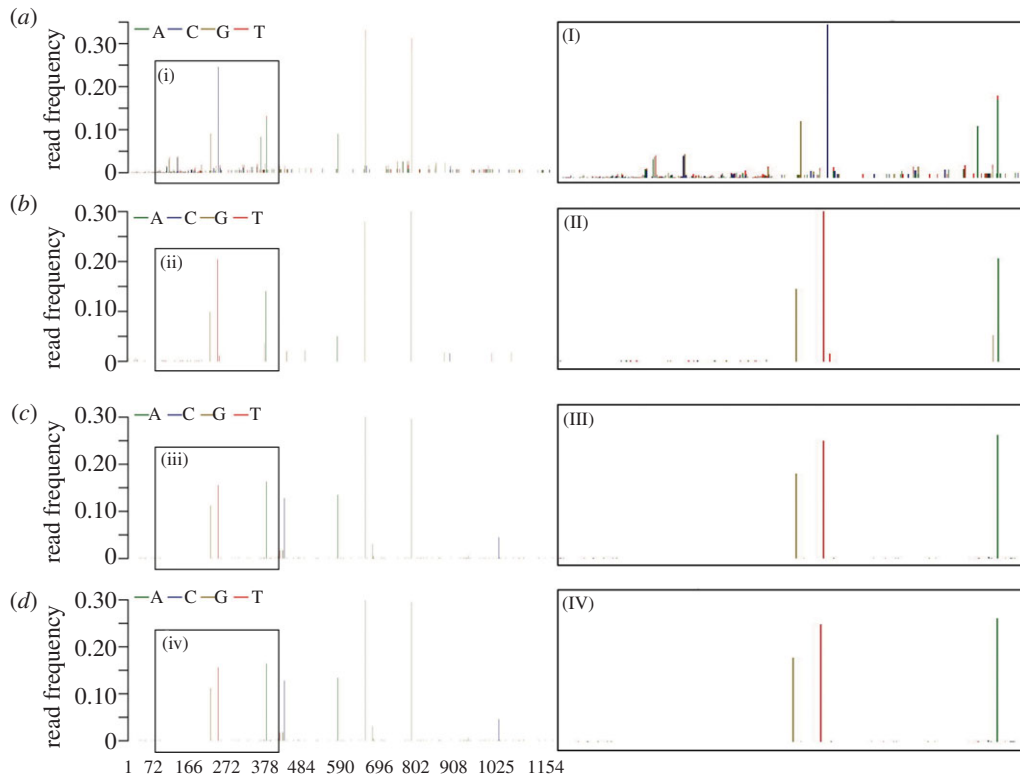 (a)
read frequency
0.30
0.20
0.10
0
A C G T
(i)
(I)
(b)
read frequency
0.30
0.20
0.10
0
A C G T
(ii)
(II)
(c)
read frequency
0.30
0.20
0.10
0
A C G T
(iii)
(III)
(d)
read frequency
0.30
0.20
0.10
0
A C G T
(iv)
(IV)
1 72 166 272 378 484 590 696 802 908 1025 1154